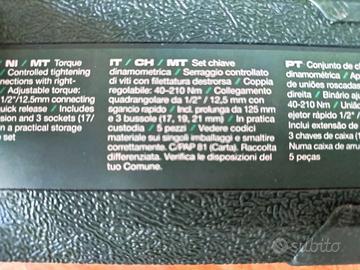 NI / MT Torque
Controlled tightening
connections with right-
Adjustable torque:
1/2"/12.5mm connecting
quick release / Includes
sion and 3 sockets (17/
n a practical storage
set
IT / CH / MT Set chiave
dinamometrica / Serraggio controllato
di viti con filettatura destrorsa / Coppia
regolabile: 40-210 Nm / Collegamento
quadrangolare da 1/2" / 12,5 mm con
sgancio rapido / Incl. prolunga da 125 mm
e 3 bussole (17, 19, 21 mm) / In pratica
custodia / 5 pezzi / Vedere codici
materiale sui singoli imballaggi e smaltire
correttamente. C/PAP 81 (Carta). Raccolta
differenziata. Verifica le disposizioni del
tuo Comune.
PT Conjunto de ch
dinamométrica / Ap
de uniões roscadas
direita / Binário aju
40-210 Nm / União
ejetor rápido 1/2" /
Inclui extensão de
3 chaves de caixa (1
Numa caixa de arru
5 peças
subito